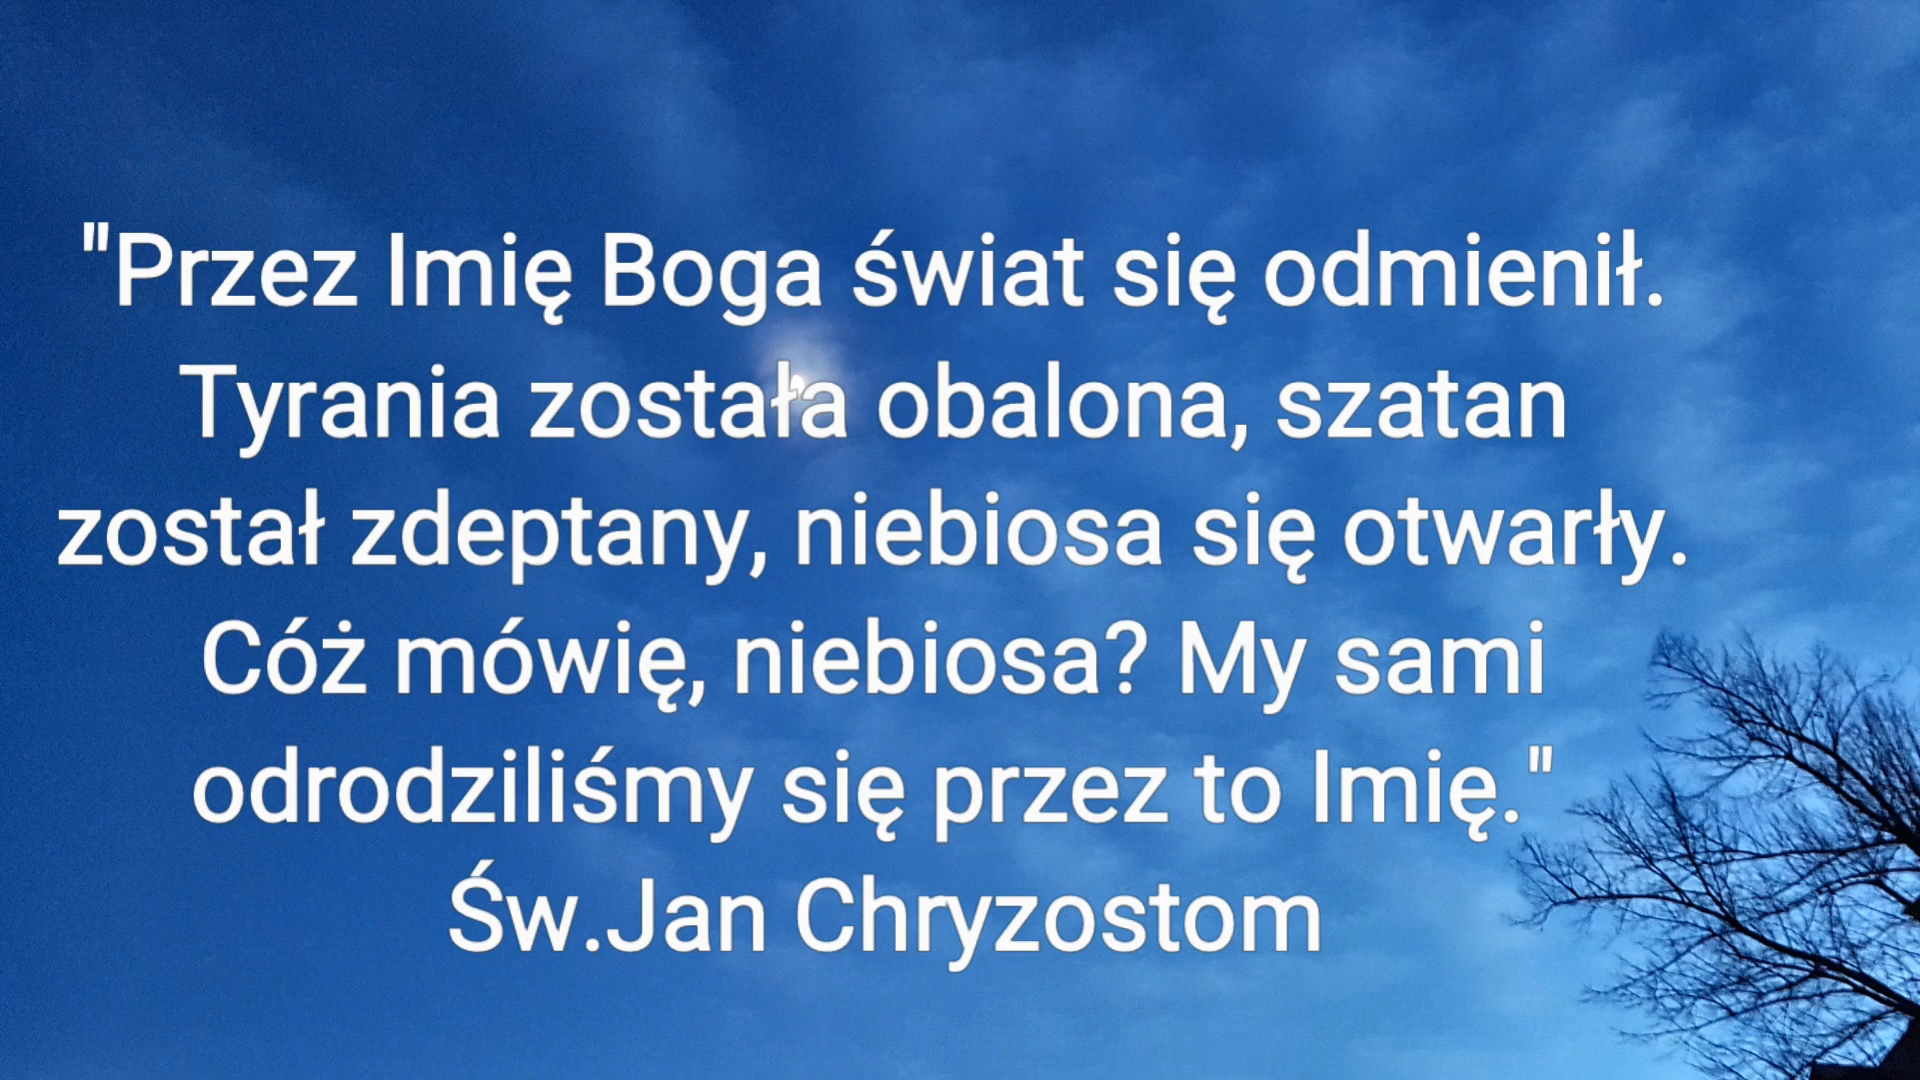 "Przez Imię Boga świat się odmienił.
Tyrania została obalona, szatan
został zdeptany, niebiosa się otwarły.
Cóż mówię, niebiosa? My sami
odrodziliśmy się przez to Imię."
Św.Jan Chryzostom